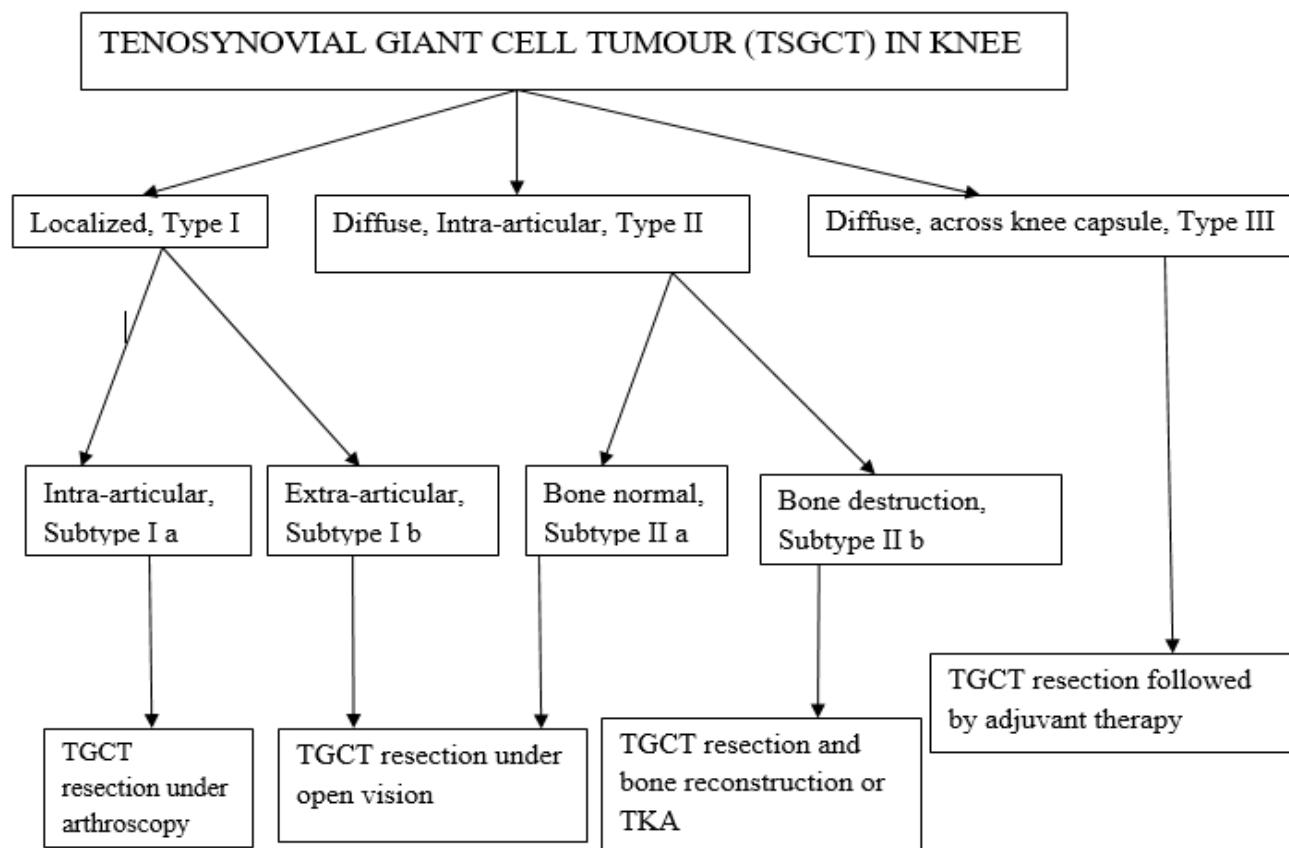 TENOSYNOVIAL GIANT CELL TUMOUR (TSGCT) IN KNEE
Localized, Type I
Diffuse, Intra-articular, Type II
Diffuse, across knee capsule, Type III
Intra-articular,
Subtype I a
Extra-articular,
Subtype I b
Bone normal,
Subtype II a
Bone destruction,
Subtype II b
TGCT
resection under
arthroscopy
TGCT resection under
open vision
TGCT resection and
bone reconstruction or
TKA
TGCT resection followed
by adjuvant therapy